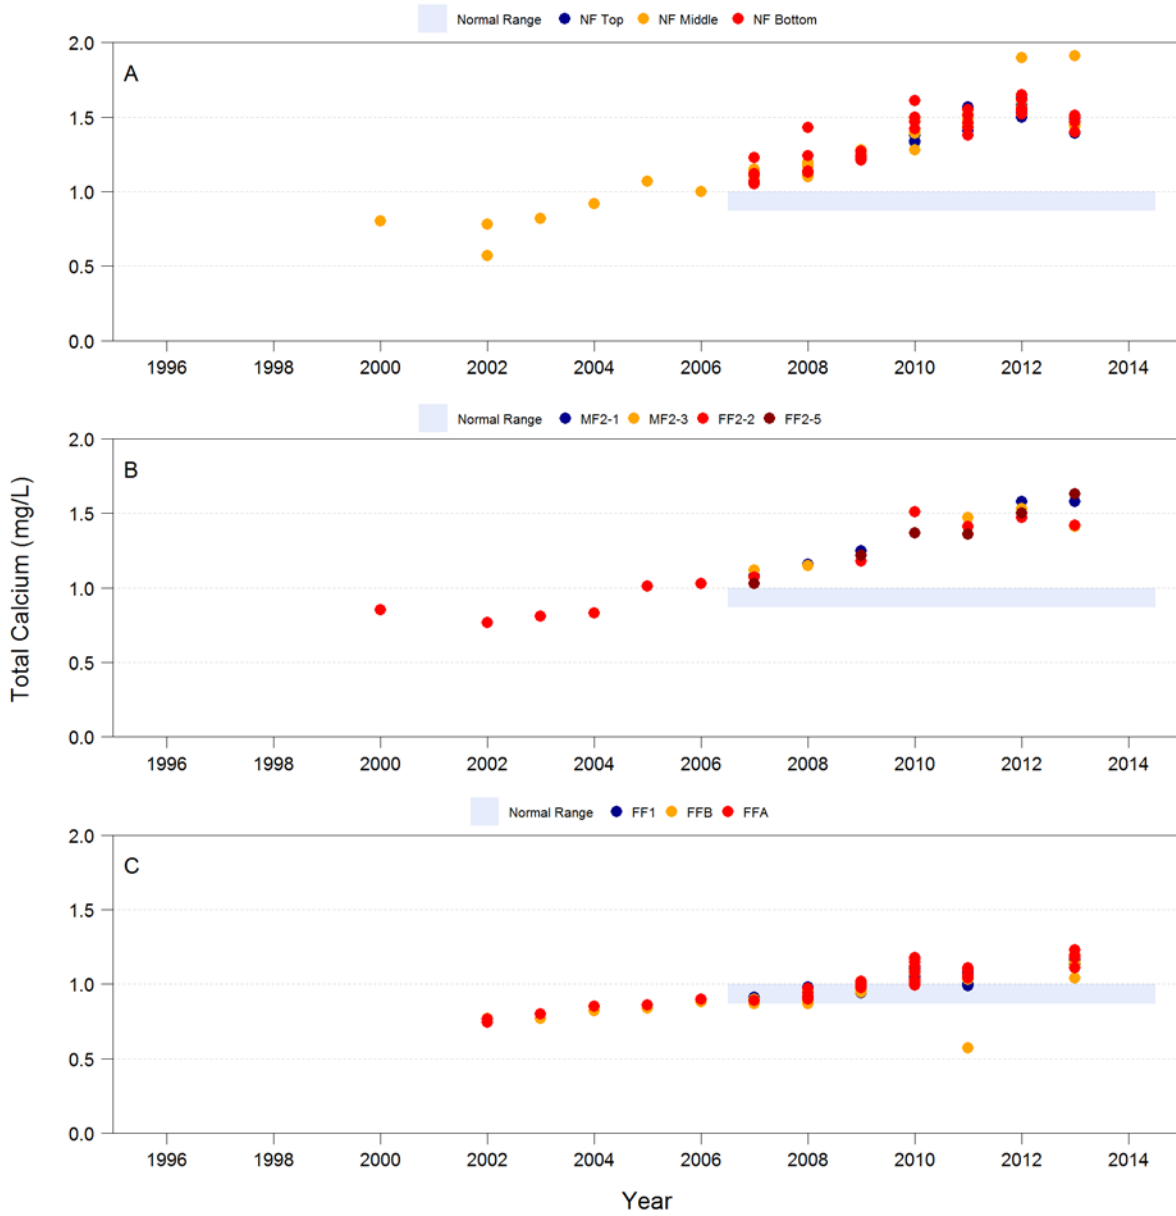 Normal Range NF Top NF Middle NF Bottom
2.0
A
1.5
1.0
0.5
0.0
1996 1998 2000 2002 2004 2006 2008 2010 2012 2014
Normal Range MF2-1 MF2-3 FF2-2 FF2-5
2.0
B
1.5
1.0
0.5
0.0
1996 1998 2000 2002 2004 2006 2008 2010 2012 2014
Total Calcium (mg/L)
Normal Range FF1 FFB FFA
2.0
C
1.5
1.0
0.5
0.0
1996 1998 2000 2002 2004 2006 2008 2010 2012 2014
Year